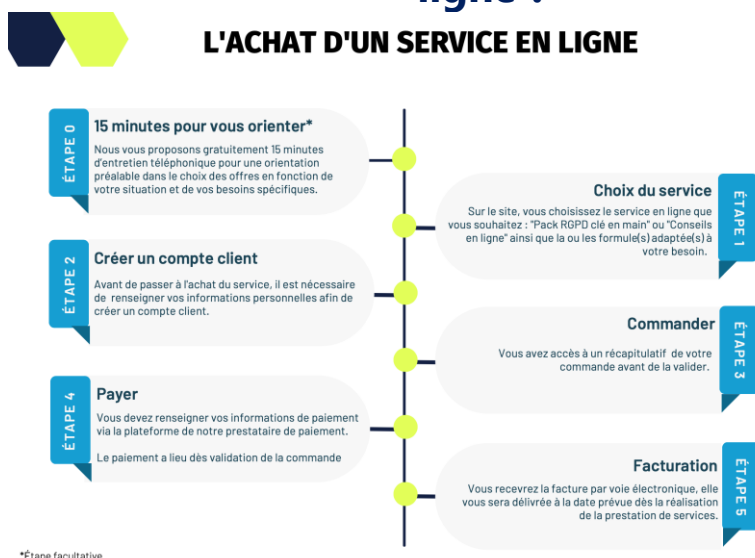 ligne ?
L'ACHAT D'UN SERVICE EN LIGNE
ÉTAPE 0
15 minutes pour vous orienter*
Nous vous proposons gratuitement 15 minutes
d'entretien téléphonique pour une orientation
préalable dans le choix des offres en fonction de
votre situation et de vos besoins spécifiques.
ÉTAPE 1
Choix du service
Sur le site, vous choisissez le service en ligne que
vous souhaitez : "Pack RGPD clé en main" ou "Conseils
en ligne" ainsi que la ou les formule(s) adaptée(s) à
votre besoin.
ÉTAPE 2
Créer un compte client
Avant de passer à l'achat du service, il est nécessaire
de renseigner vos informations personnelles afin de
créer un compte client.
ÉTAPE 3
Commander
Vous avez accès à un récapitulatif de votre
commande avant de la valider.
ÉTAPE 4
Payer
Vous devez renseigner vos informations de paiement
via la plateforme de notre prestataire de paiement.
Le paiement a lieu dès validation de la commande
ÉTAPE 5
Facturation
Vous recevrez la facture par voie électronique, elle
vous sera délivrée à la date prévue dès la réalisation
de la prestation de services.
*Étape facultative